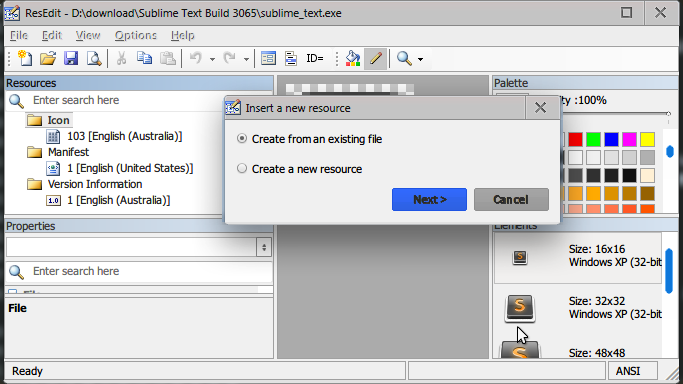 ResEdit - D:\download\Sublime Text Build 3065\sublime_text.exe
File Edit View Options Help
ID=
Resources
Enter search here
Icon
103 [English (Australia)]
Manifest
1 [English (United States)]
Version Information
1.0 1 [English (Australia)]
Properties
Enter search here
File
File
Insert a new resource
Create from an existing file
Create a new resource
Next > Cancel
Palette
:100%
Elements
Size: 16x16
Windows XP (32-bit
S
Size: 32x32
Windows XP (32-bit
S
Size: 48x48
Ready
ANSI